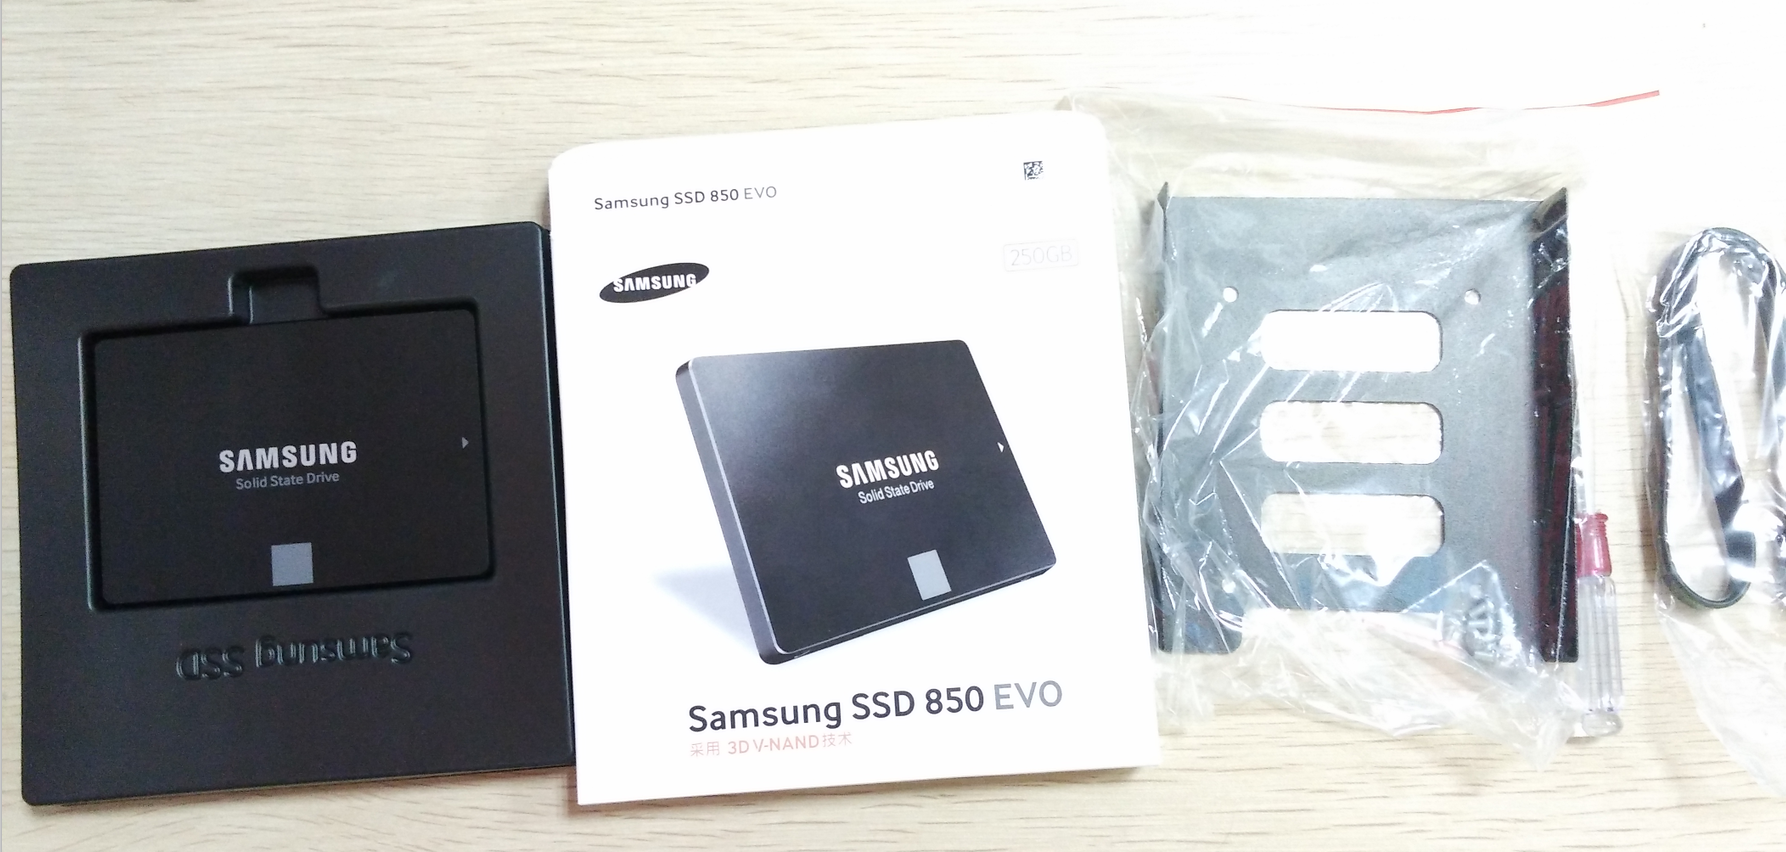 SAMSUNG
Solid State Drive
Samsung SSD
Samsung SSD 850 EVO
250GB
SAMSUNG
SAMSUNG
Solid State Drive
Samsung SSD 850 EVO
采用 3D V-NAND技术